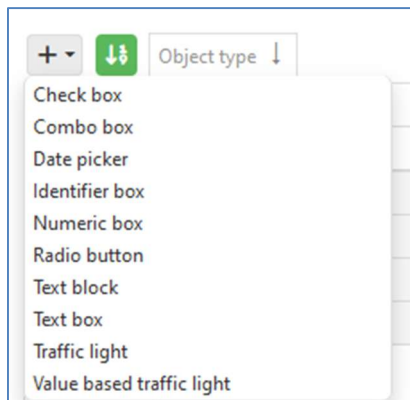 Object type
Check box
Combo box
Date picker
Identifier box
Numeric box
Radio button
Text block
Text box
Traffic light
Value based traffic light